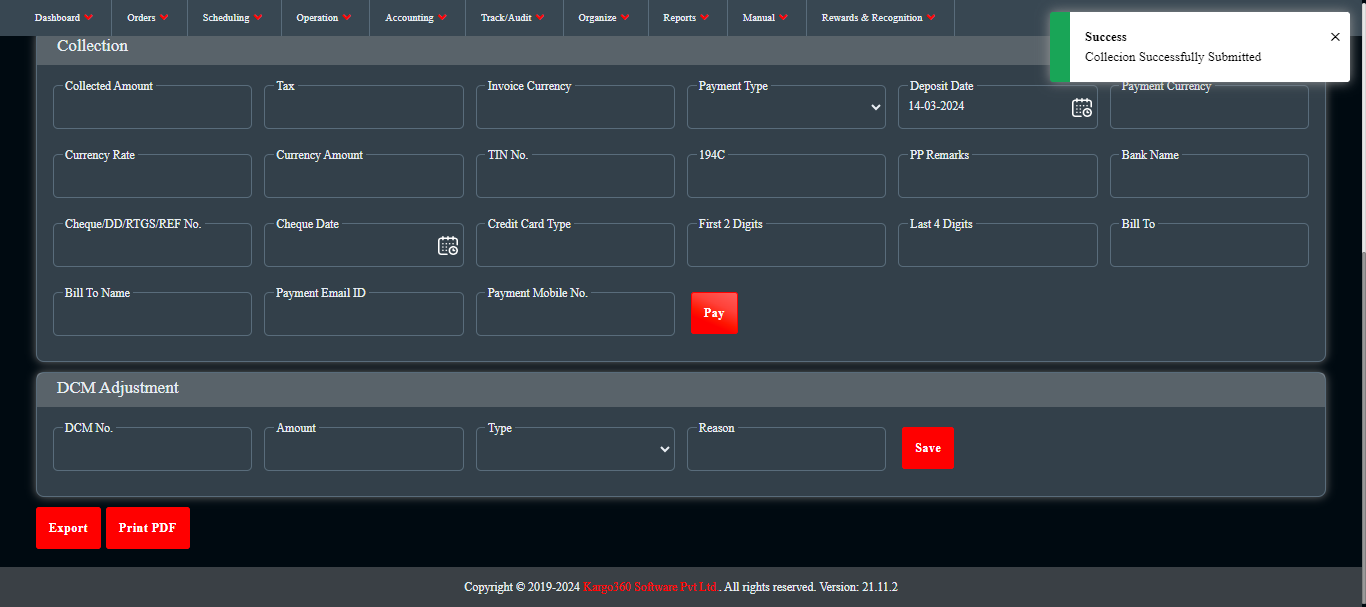 Dashboard Orders Scheduling Operation Accounting Track/Audit Organize Reports Manual Rewards & Recognition
Success
Collecion Successfully Submitted
Collection
Collected Amount Tax Invoice Currency Payment Type Deposit Date Payment Currency
14-03-2024
Currency Rate Currency Amount TIN No. 194C PP Remarks Bank Name
Cheque/DD/RTGS/REF No. Cheque Date Credit Card Type First 2 Digits Last 4 Digits Bill To
Bill To Name Payment Email ID Payment Mobile No.
Pay
DCM Adjustment
DCM No. Amount Type Reason
Save
Export Print PDF
Copyright © 2019-2024 Kargo360 Software Pvt Ltd . All rights reserved. Version: 21.11.2